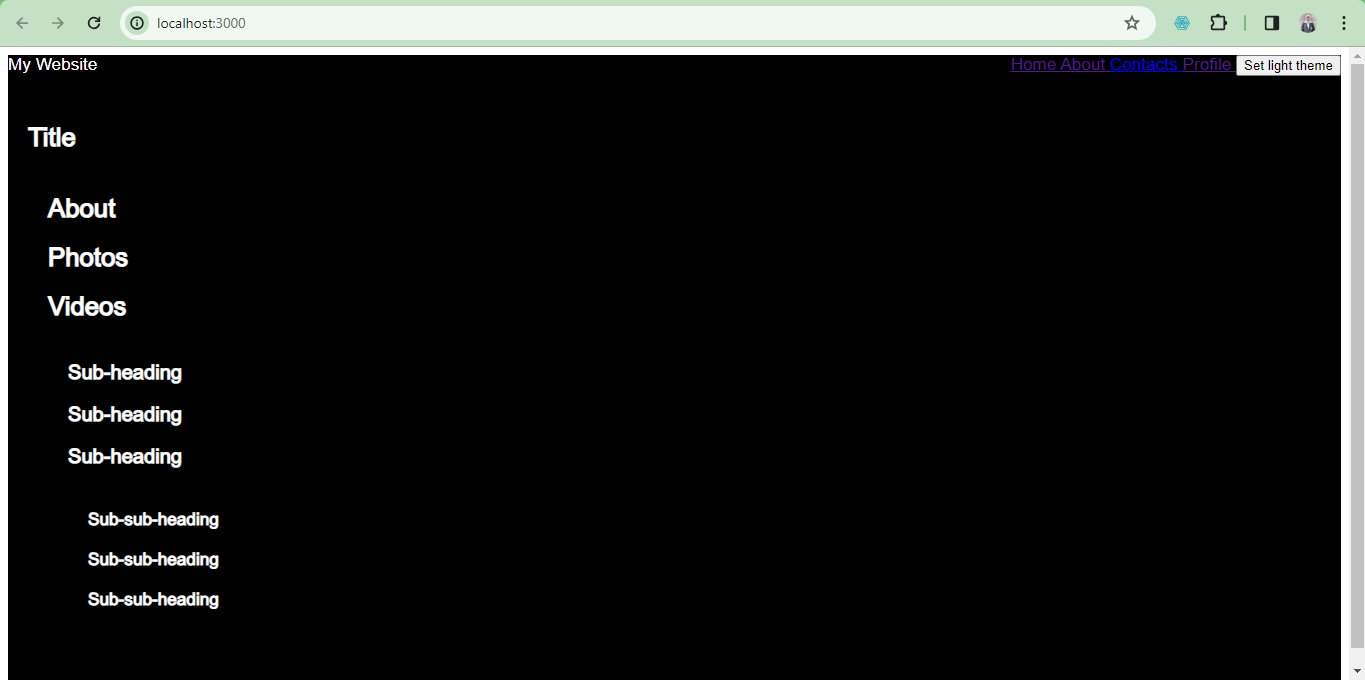 localhost:3000
My Website Home About Contacts Profile Set light theme
Title
About
Photos
Videos
Sub-heading
Sub-heading
Sub-heading
Sub-sub-heading
Sub-sub-heading
Sub-sub-heading